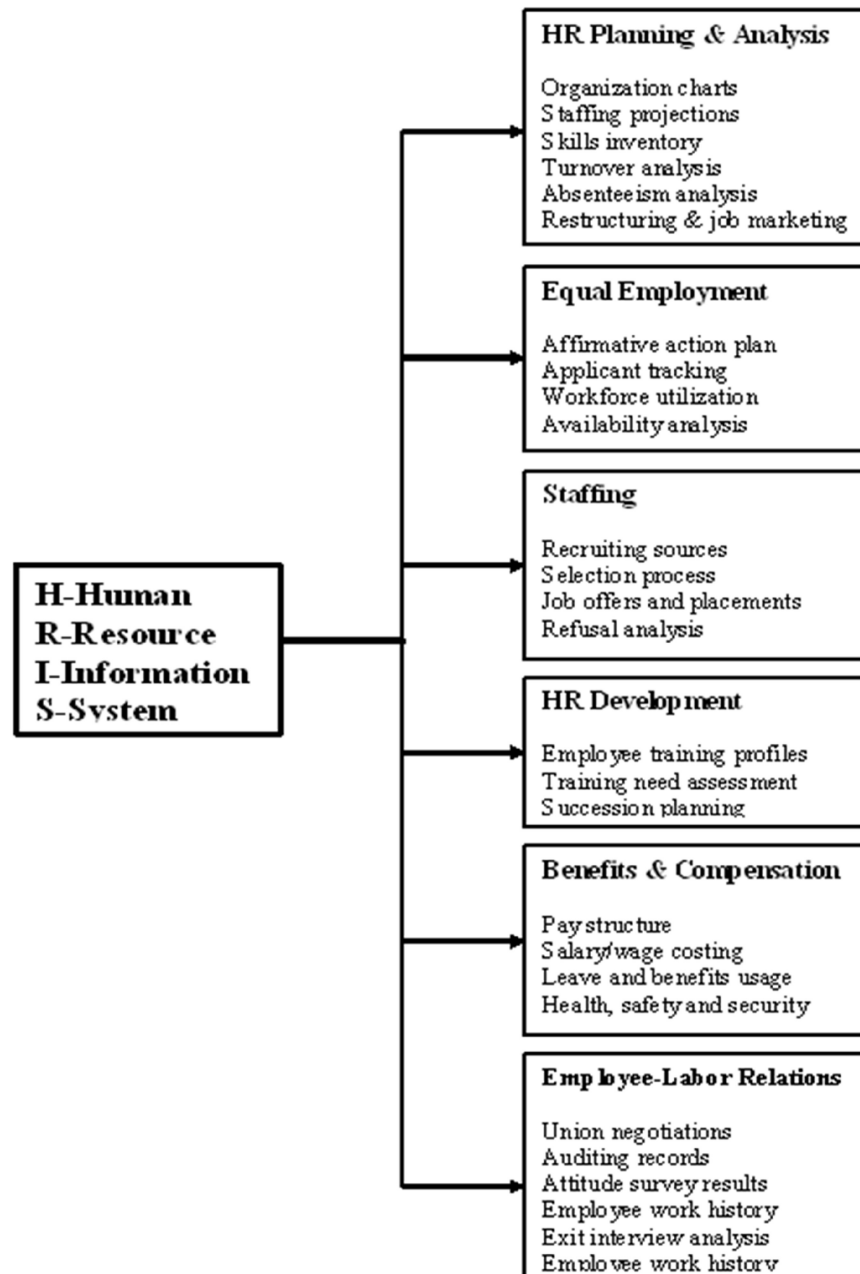 HR Planning & Analysis
Organization charts
Staffing projections
Skills inventory
Turnover analysis
Absenteeism analysis
Restructuring & job marketing
Equal Employment
Affirmative action plan
Applicant tracking
Workforce utilization
Availability analysis
Staffing
Recruiting sources
Selection process
Job offers and placements
Refusal analysis
H-Human
R-Resource
I-Information
S-System
HR Development
Employee training profiles
Training need assessment
Succession planning
Benefits & Compensation
Pay structure
Salary/wage costing
Leave and benefits usage
Health, safety and security
Employee-Labor Relations
Union negotiations
Auditing records
Attitude survey results
Employee work history
Exit interview analysis
Employee work history